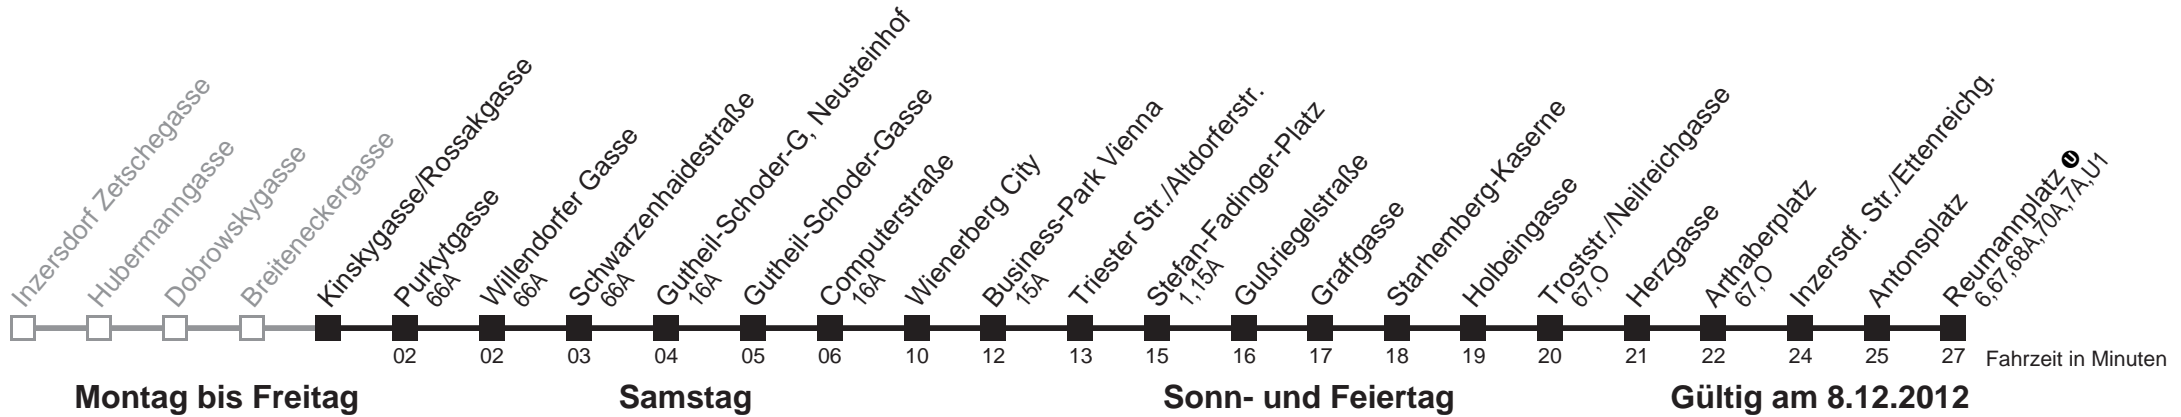 Inzersdorf Zetschegasse
Hubermanngasse
Dobrowskygasse
Breiteneckergasse
Kinskygasse/Rossakgasse
Purkytgasse
66A
Willendorfer Gasse
66A
Schwarzenhaidestraße
66A
Gutheil-Schoder-G, Neusteinhof
16A
Gutheil-Schoder-Gasse
Computerstraße
16A
Wienerberg City
Business-Park Vienna
15A
Triester Str./Altdorferstr.
Stefan-Fadinger-Platz
1,15A
Gußriegelstraße
Graffgasse
Starhemberg-Kaserne
Holbeingasse
Troststr./Neilreichgasse
67,O
Herzgasse
Arthaberplatz
67,O
Inzersdf. Str./Ettenreichg.
Antonsplatz
Reumannplatz U
6,67,68A,70A,7A,U1
02 02 03 04 05 06 10 12 13 15 16 17 18 19 20 21 22 24 25 27 Fahrzeit in Minuten
Montag bis Freitag Samstag Sonn- und Feiertag Gültig am 8.12.2012